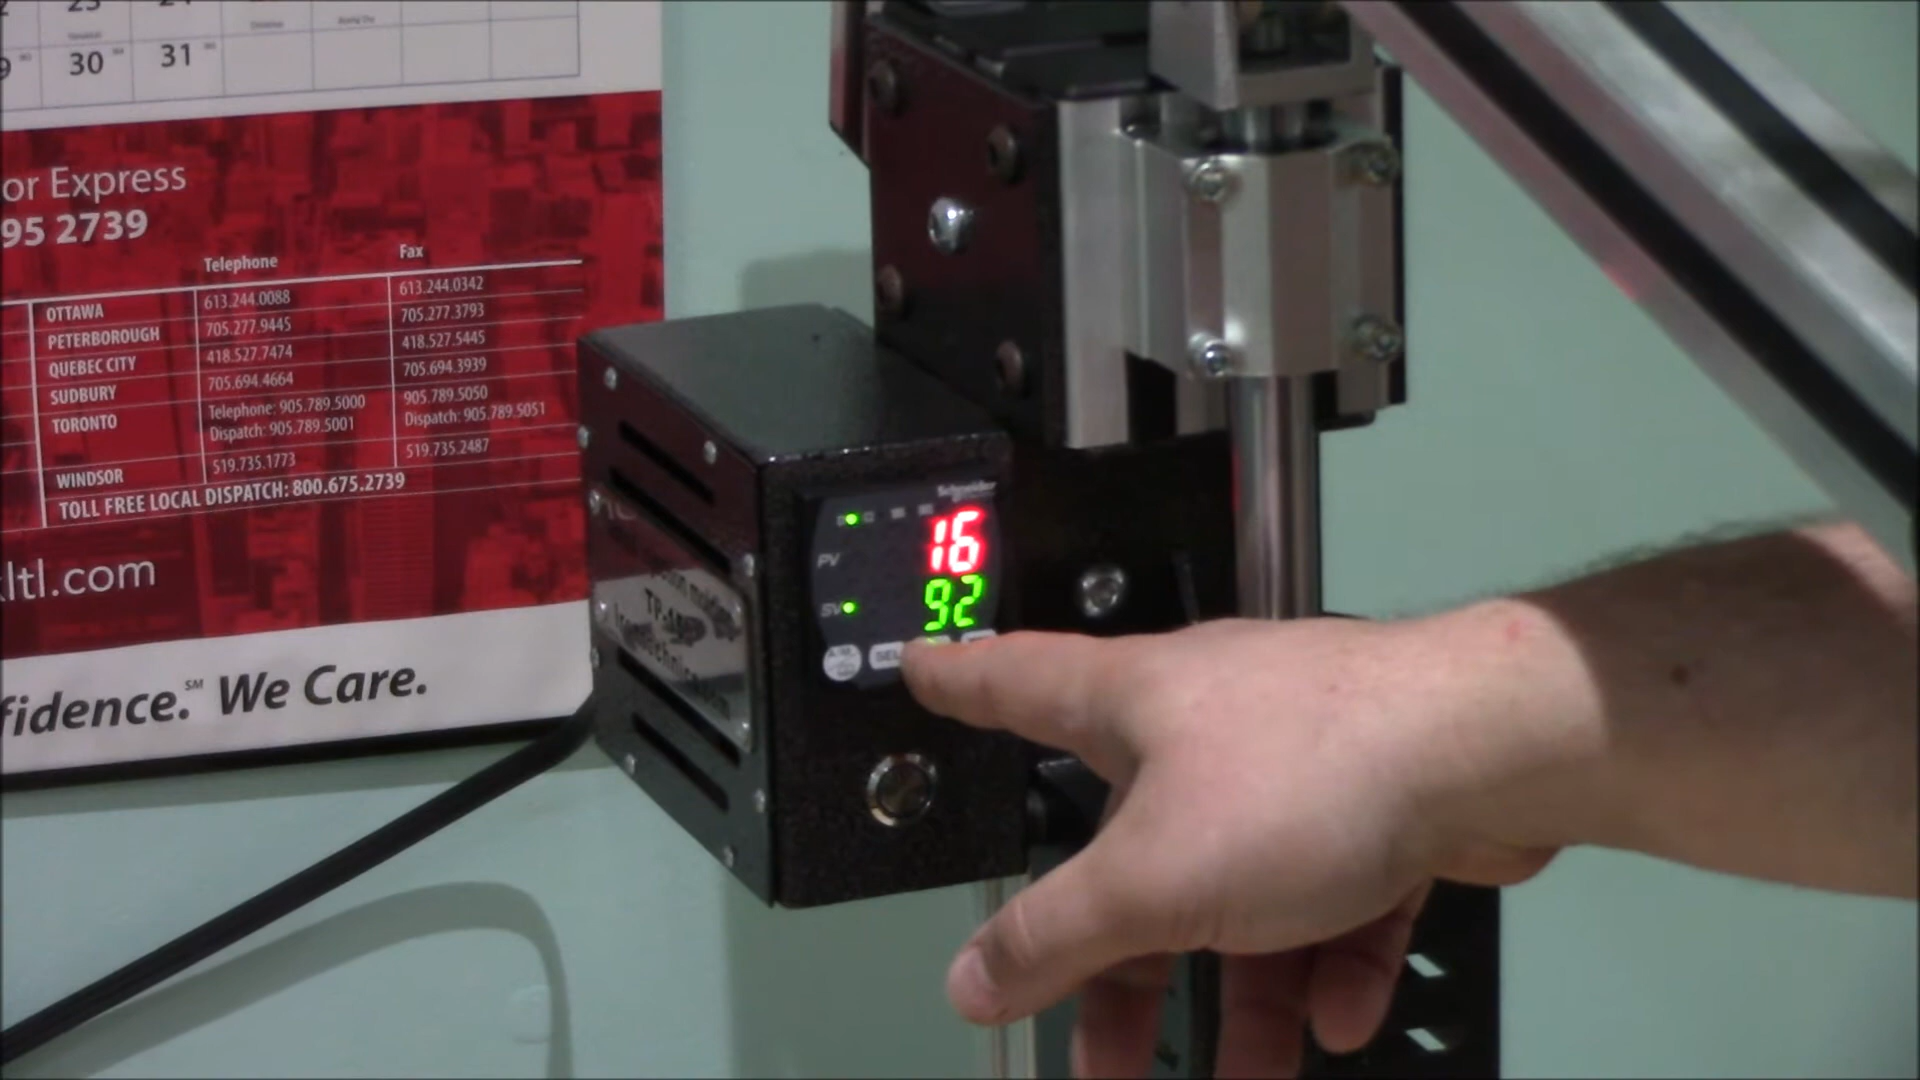 30
31
or Express
95 2739
Telephone Fax
OTTAWA 613.244.0088 613.244.0342
PETERBOROUGH 705.277.9445 705.277.3793
QUEBEC CITY 418.527.7474 418.527.5445
SUDBURY 705.694.4664 705.694.3939
TORONTO Telephone: 905.789.5000 905.789.5050
Dispatch: 905.789.5001 Dispatch: 905.789.5051
WINDSOR 519.735.1773 519.735.2487
TOLL FREE LOCAL DISPATCH: 800.675.2739
ltl.com
fidence.℠ We Care.
Schneider
16
PV
92
SV